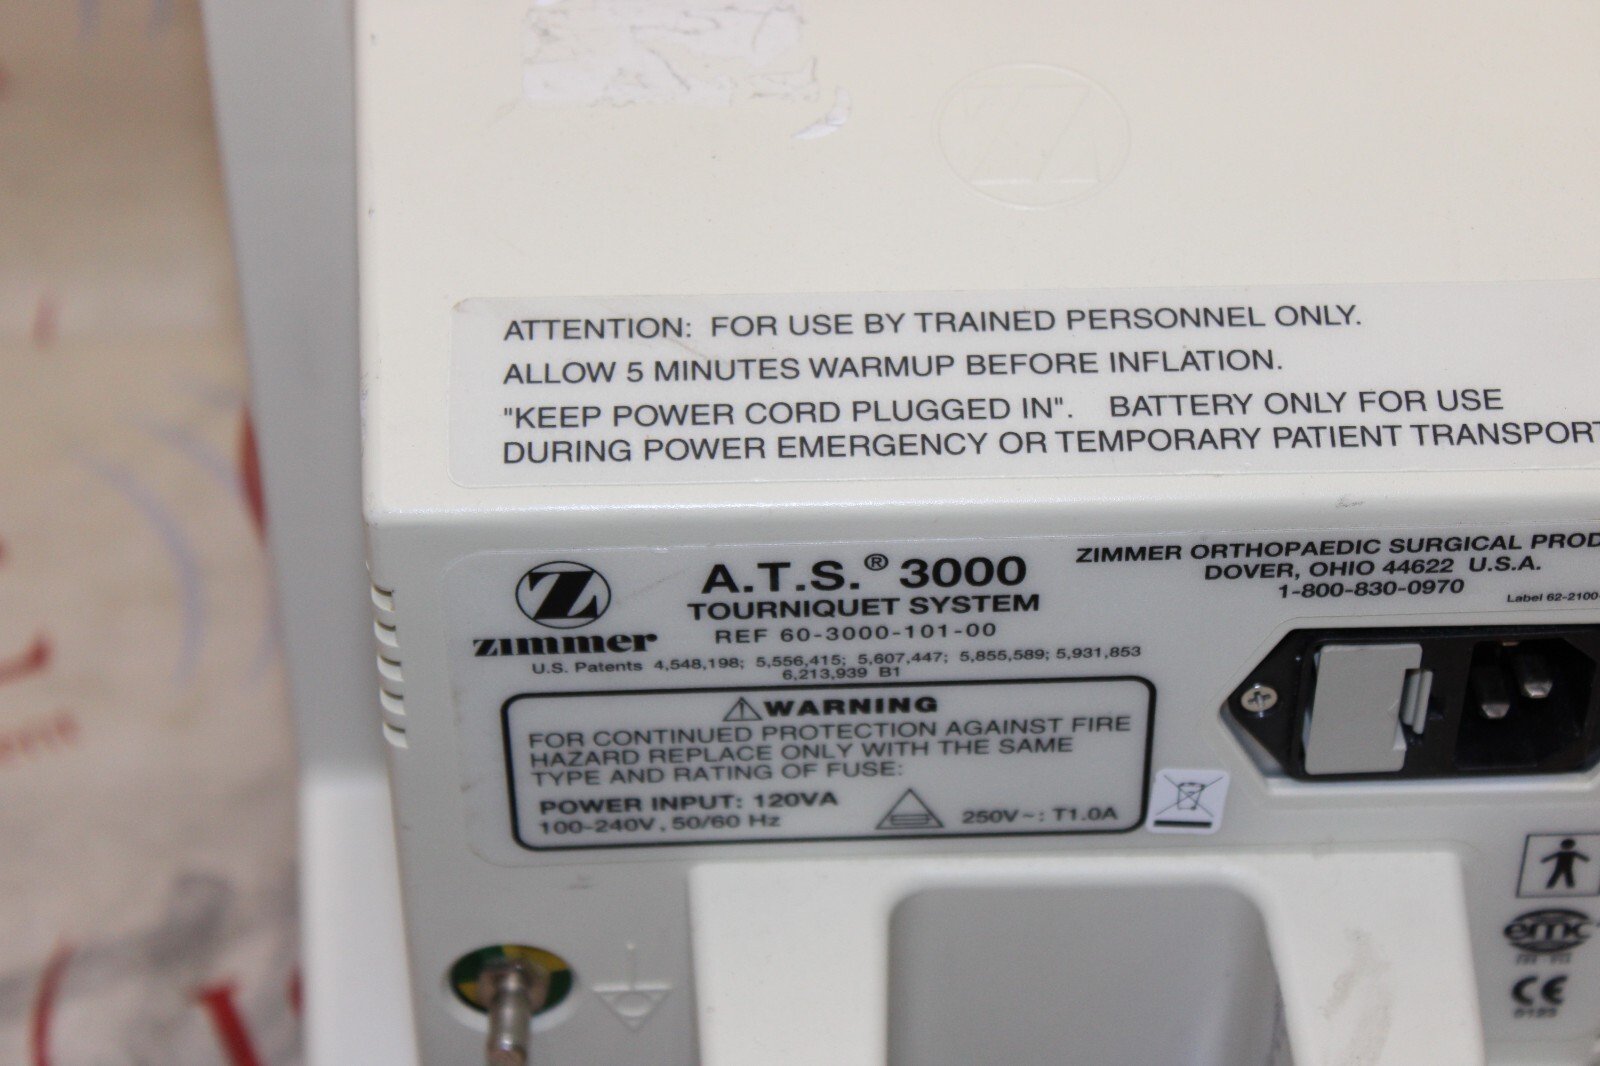 ATTENTION: FOR USE BY TRAINED PERSONNEL ONLY.
ALLOW 5 MINUTES WARMUP BEFORE INFLATION.
"KEEP POWER CORD PLUGGED IN". BATTERY ONLY FOR USE
DURING POWER EMERGENCY OR TEMPORARY PATIENT TRANSPORT
Z
zimmer
A.T.S.® 3000
TOURNIQUET SYSTEM
REF 60-3000-101-00
U.S. Patents 4,548,198; 5,556,415; 5,607,447; 5,855,589; 5,931,853
6,213,939 B1
ZIMMER ORTHOPAEDIC SURGICAL PROD
DOVER, OHIO 44622 U.S.A.
1-800-830-0970
Label 62-2100-
WARNING
FOR CONTINUED PROTECTION AGAINST FIRE
HAZARD REPLACE ONLY WITH THE SAME
TYPE AND RATING OF FUSE:
POWER INPUT: 120VA
100-240V, 50/60 Hz
250V~: T1.0A
emc
CE